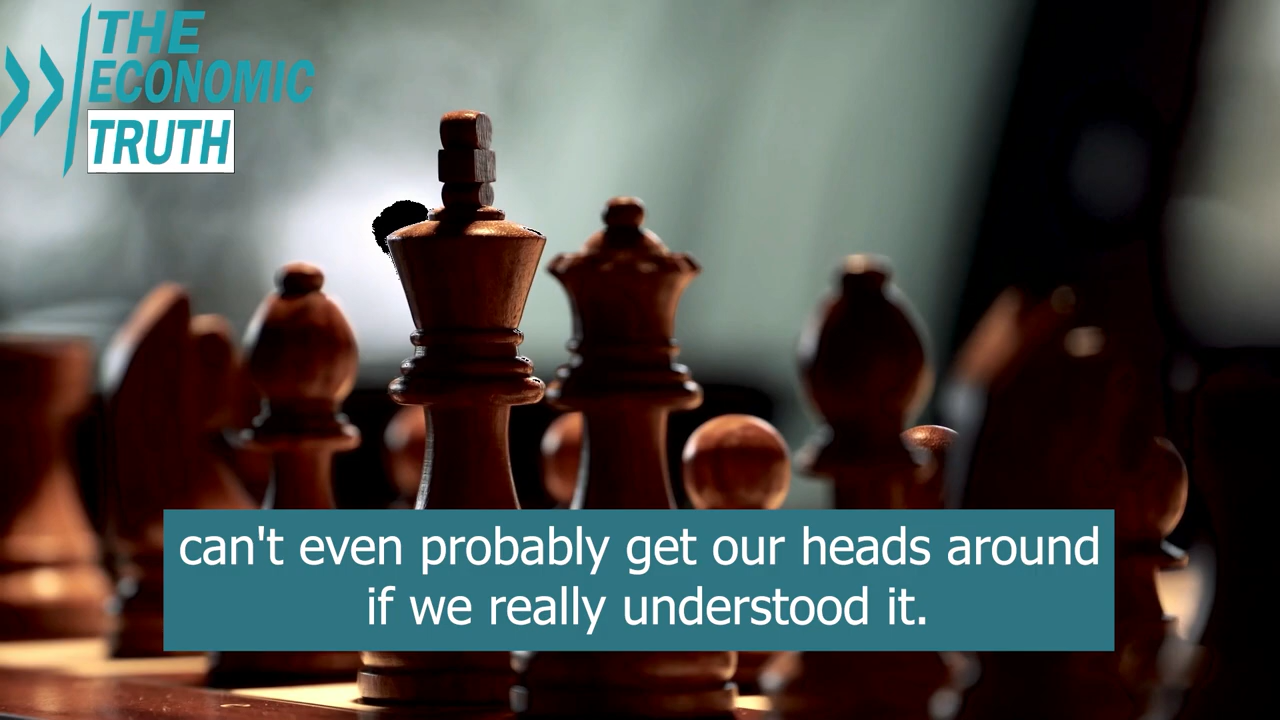 THE
ECONOMIC
TRUTH
can't even probably get our heads around
if we really understood it.